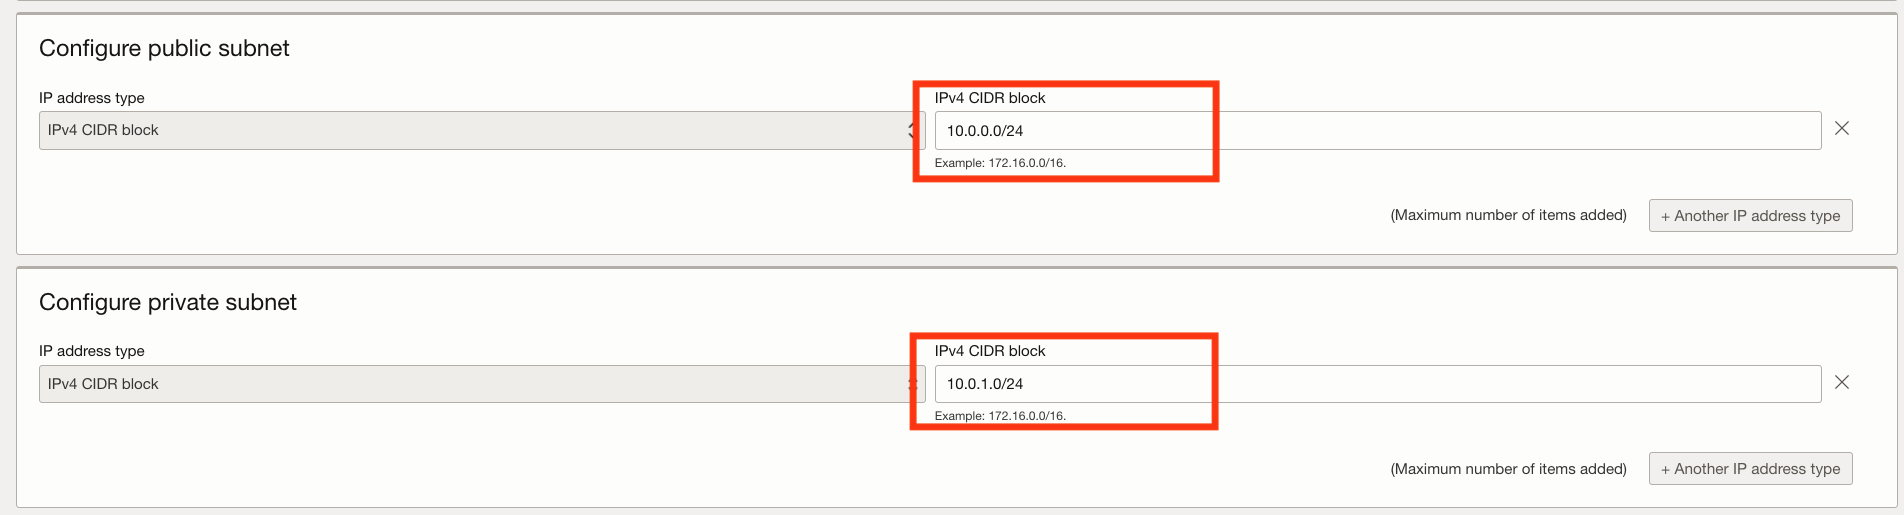 Configure public subnet
IP address type
IPv4 CIDR block
IPv4 CIDR block
10.0.0.0/24
Example: 172.16.0.0/16.
(Maximum number of items added)
+ Another IP address type
Configure private subnet
IP address type
IPv4 CIDR block
IPv4 CIDR block
10.0.1.0/24
Example: 172.16.0.0/16.
(Maximum number of items added)
+ Another IP address type